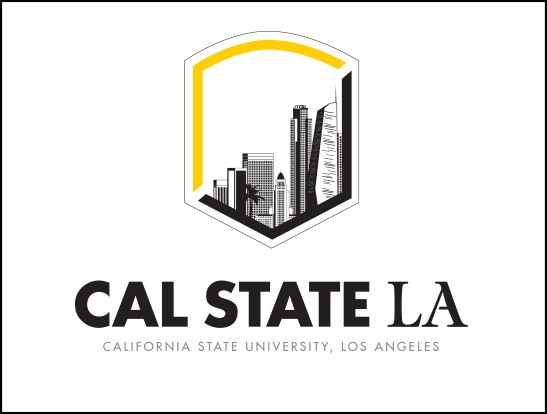 CAL STATE LA
CALIFORNIA STATE UNIVERSITY, LOS ANGELES